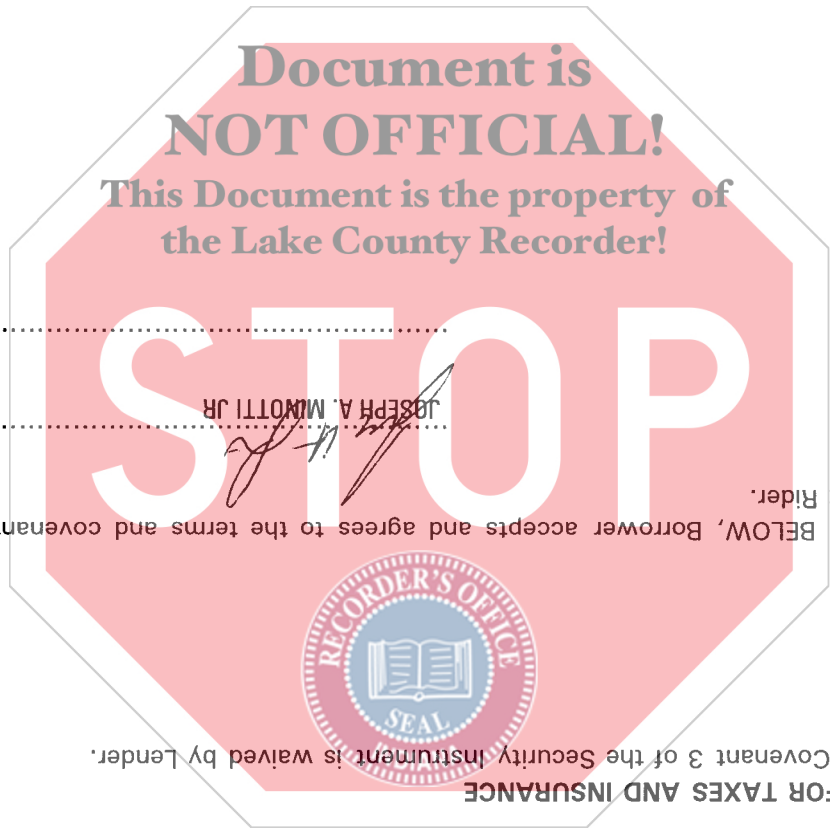 Document is
NOT OFFICIAL!
This Document is the property of
the Lake County Recorder!
STOP
RECORDER'S OFFICE
SEAL
INDIANA
FOR TAXES AND INSURANCE
Covenant 3 of the Security Instrument is waived by Lender.
BELOW, Borrower accepts and agrees to the terms and covenan
Rider.
JOSEPH A. MINOTTI JR